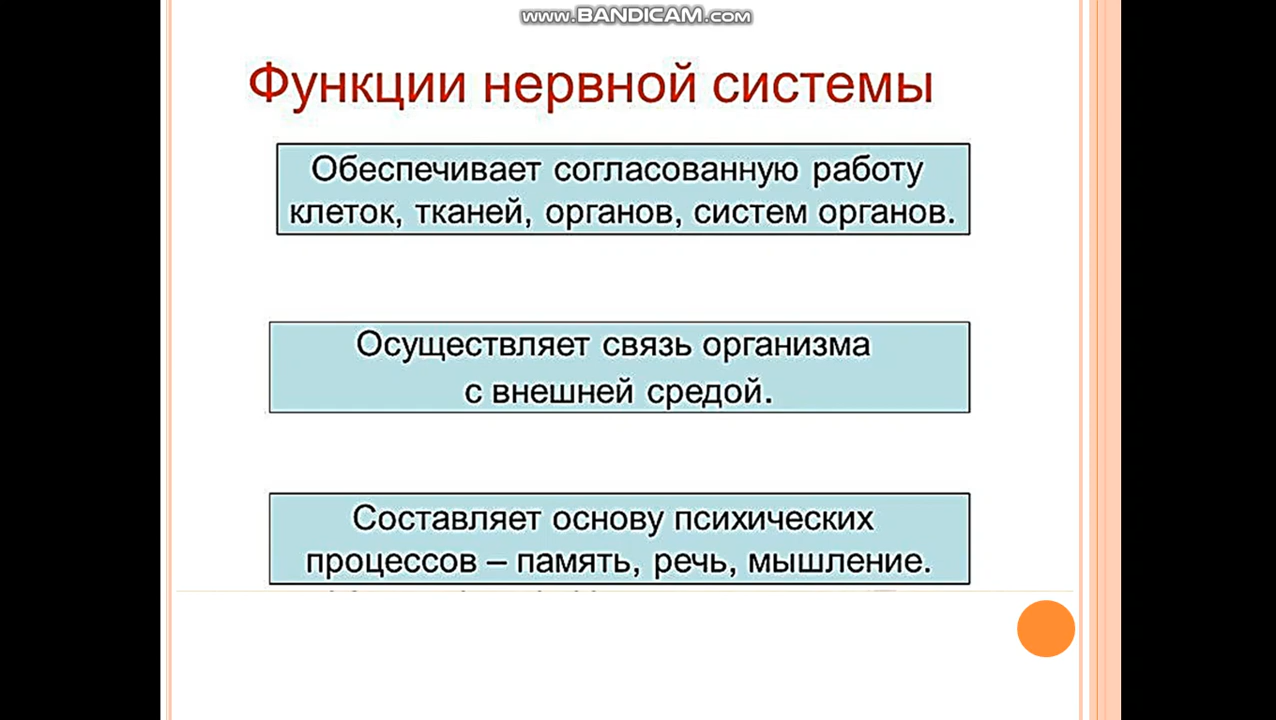 www.BANDICAM.com
Функции нервной системы
Обеспечивает согласованную работу
клеток, тканей, органов, систем органов.
Осуществляет связь организма
с внешней средой.
Составляет основу психических
процессов – память, речь, мышление.